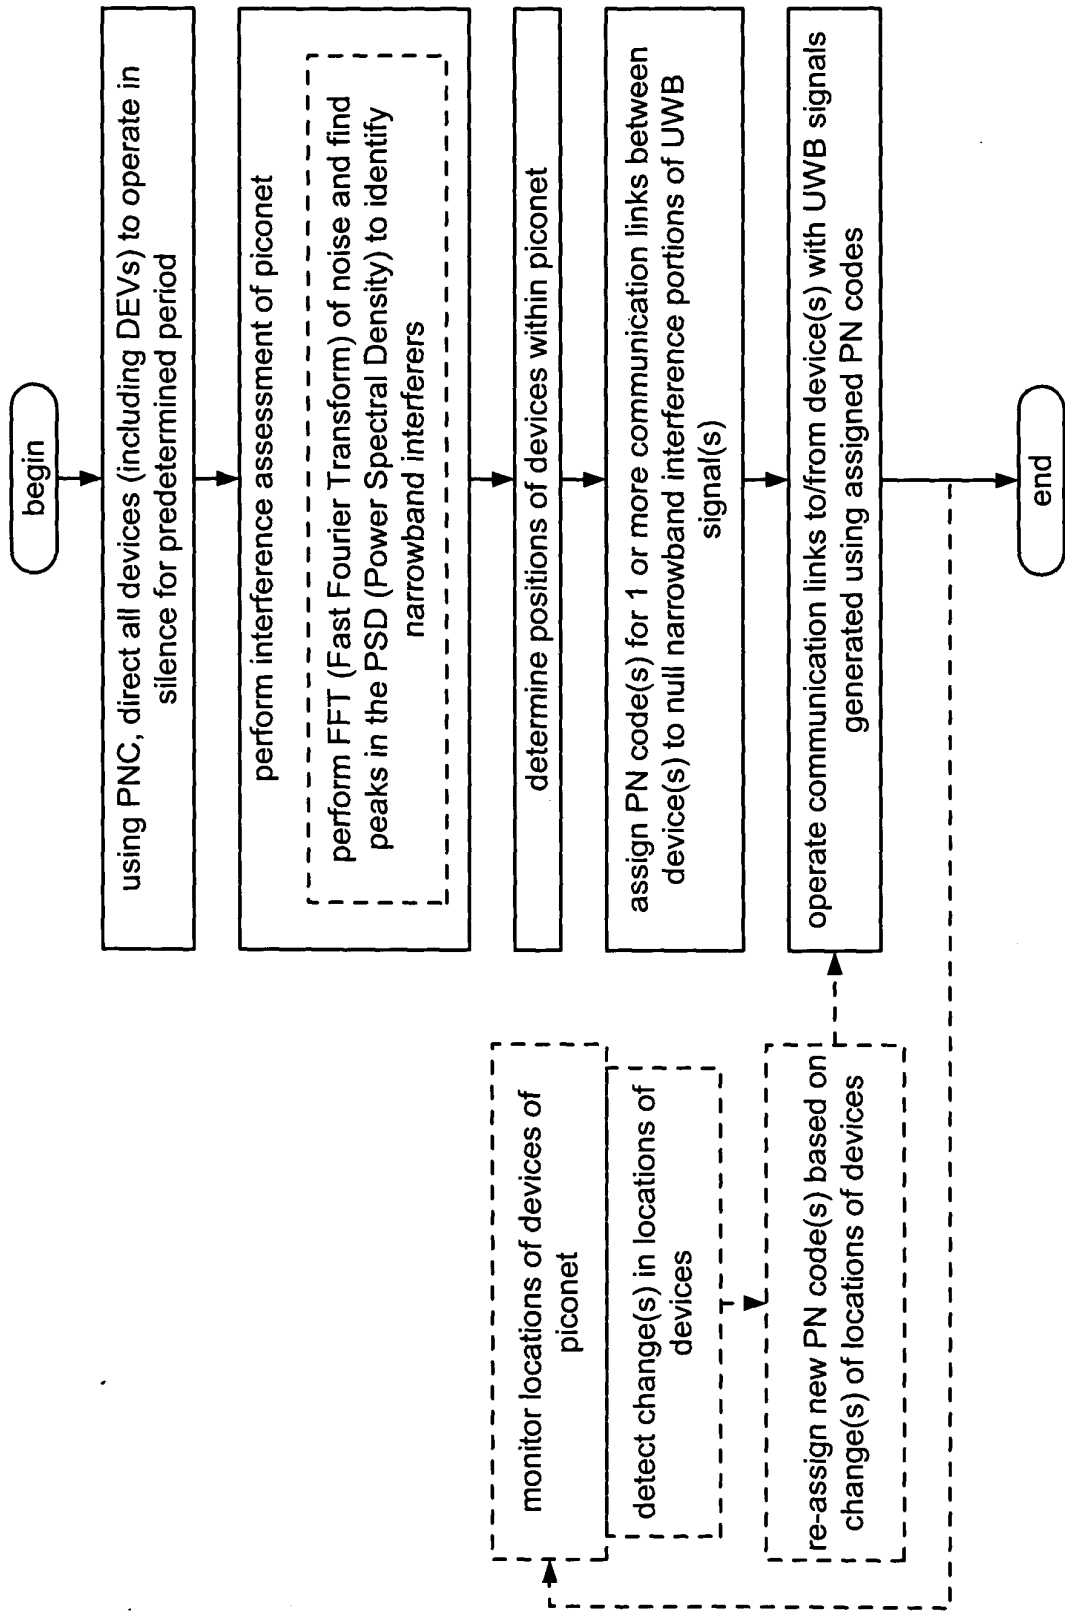 begin
using PNC, direct all devices (including DEVs) to operate in
silence for predetermined period
perform interference assessment of piconet
perform FFT (Fast Fourier Transform) of noise and find
peaks in the PSD (Power Spectral Density) to identify
narrowband interferers
determine positions of devices within piconet
assign PN code(s) for 1 or more communication links between
device(s) to null narrowband interference portions of UWB
signal(s)
operate communication links to/from device(s) with UWB signals
generated using assigned PN codes
end
monitor locations of devices of
piconet
detect change(s) in locations of
devices
re-assign new PN code(s) based on
change(s) of locations of devices